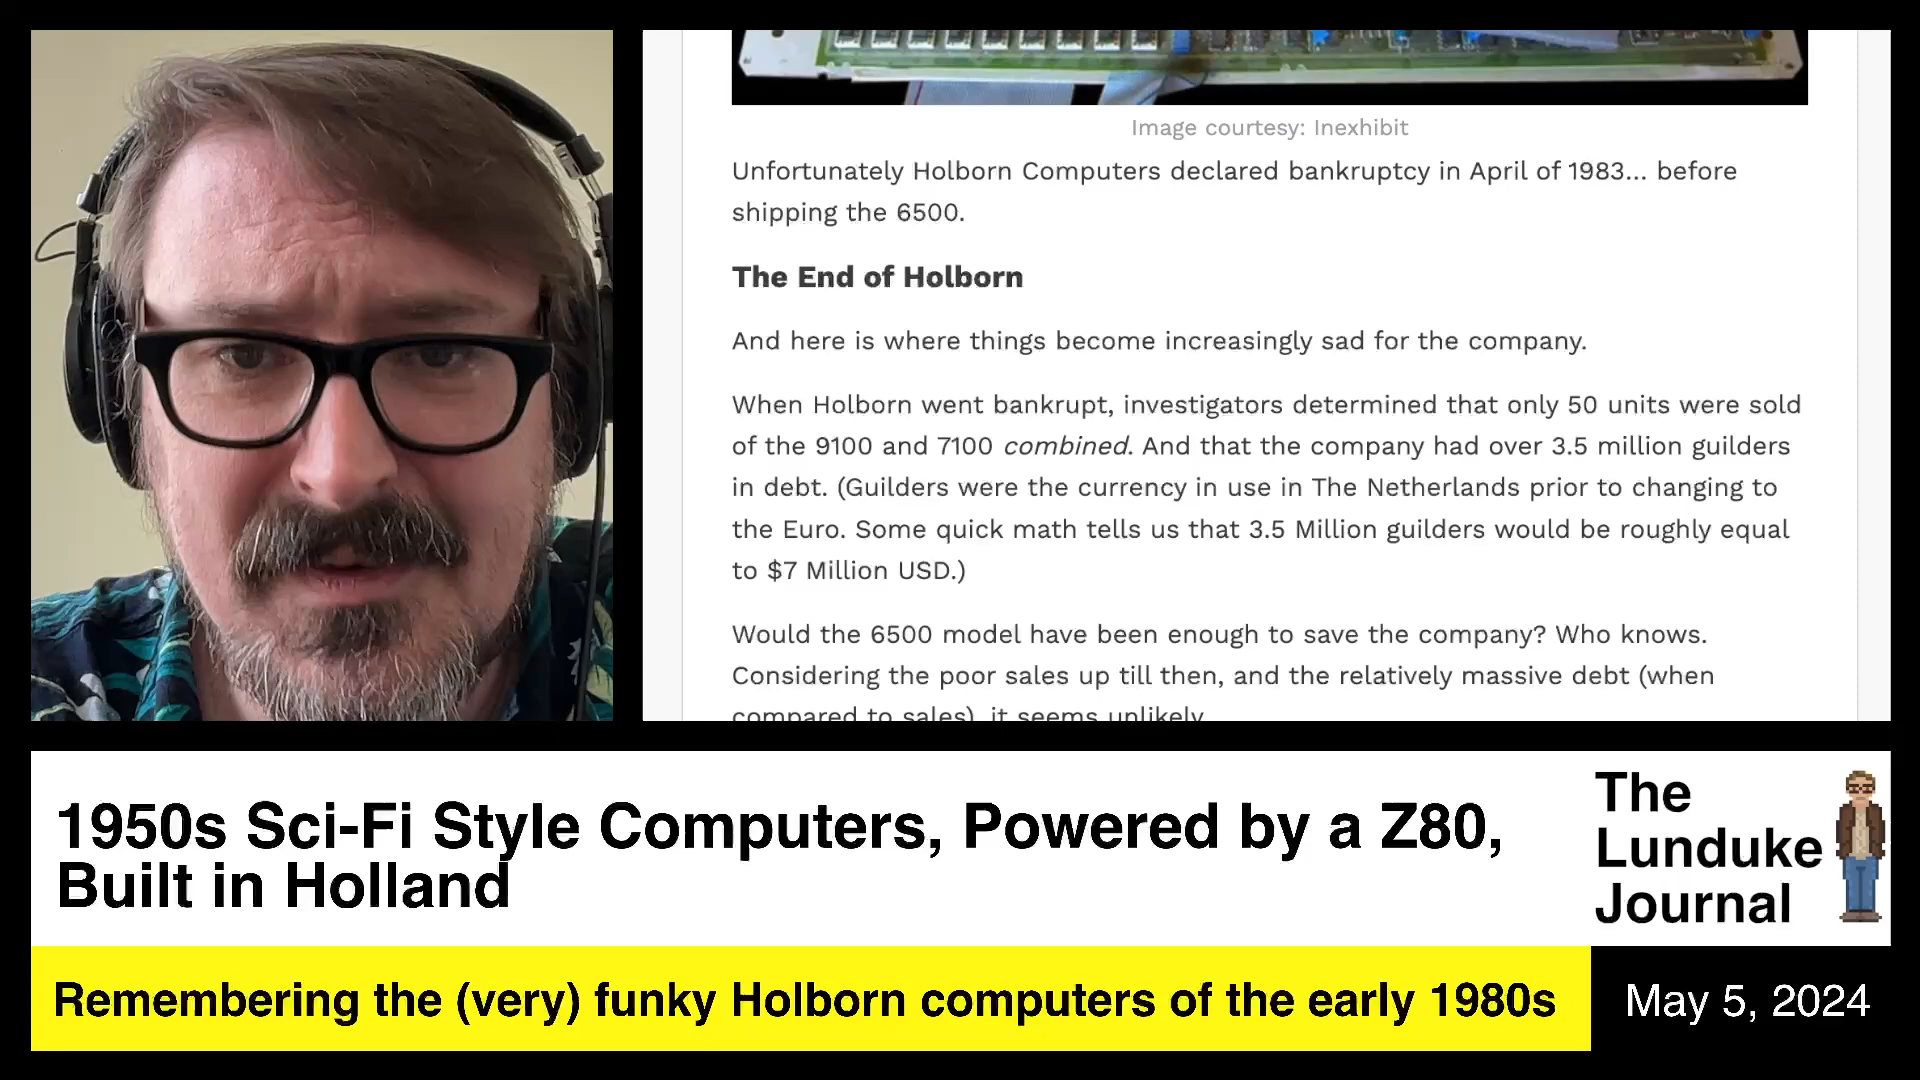 Image courtesy: Inexhibit
Unfortunately Holborn Computers declared bankruptcy in April of 1983... before
shipping the 6500.
The End of Holborn
And here is where things become increasingly sad for the company.
When Holborn went bankrupt, investigators determined that only 50 units were sold
of the 9100 and 7100 combined. And that the company had over 3.5 million guilders
in debt. (Guilders were the currency in use in The Netherlands prior to changing to
the Euro. Some quick math tells us that 3.5 Million guilders would be roughly equal
to $7 Million USD.)
Would the 6500 model have been enough to save the company? Who knows.
Considering the poor sales up till then, and the relatively massive debt (when
compared to sales), it seems unlikely.
1950s Sci-Fi Style Computers, Powered by a Z80,
Built in Holland
The
Lunduke
Journal
Remembering the (very) funky Holborn computers of the early 1980s
May 5, 2024